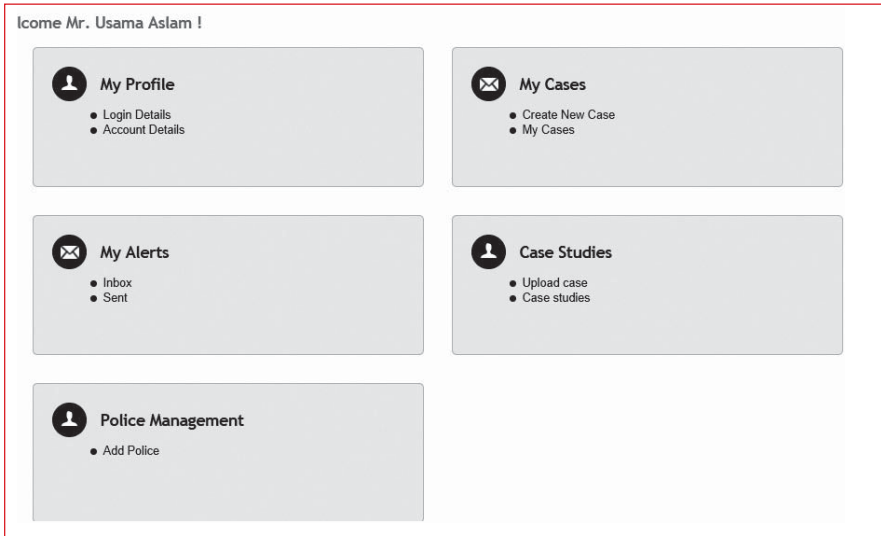 lcome Mr. Usama Aslam !
My Profile
• Login Details
• Account Details
My Cases
• Create New Case
• My Cases
My Alerts
• Inbox
• Sent
Case Studies
• Upload case
• Case studies
Police Management
• Add Police